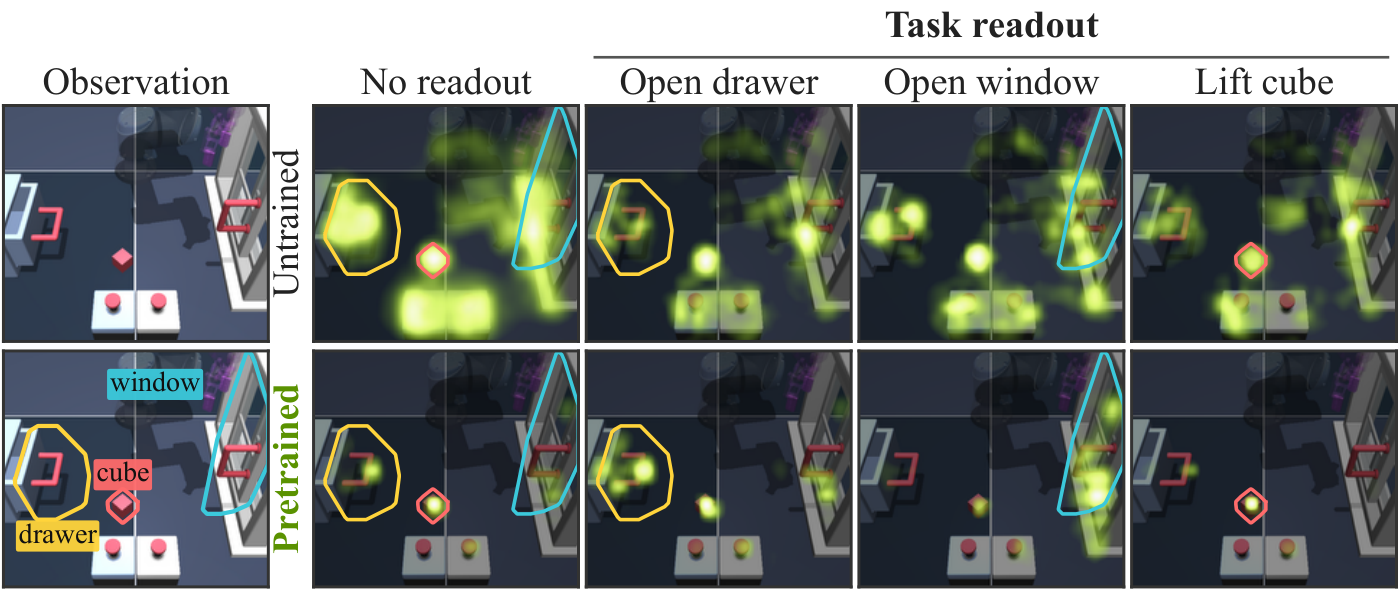 Task readout
Observation
No readout
Open drawer
Open window
Lift cube
Untrained
Pretrained
window
cube
drawer